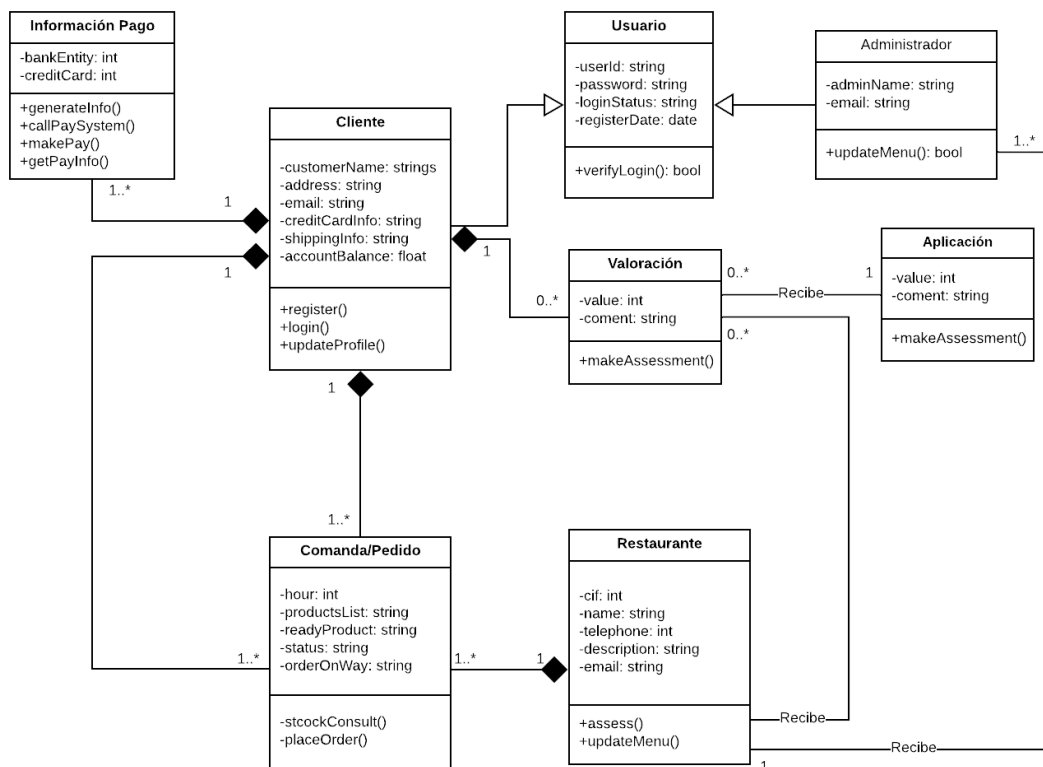 Información Pago
-bankEntity: int
-creditCard: int
+generateInfo()
+callPaySystem()
+makePay()
+getPayInfo()
1..*
1
1
Cliente
-customerName: strings
-address: string
-email: string
-creditCardInfo: string
-shippingInfo: string
-accountBalance: float
+register()
+login()
+updateProfile()
1
1
0..*
Usuario
-userId: string
-password: string
-loginStatus: string
-registerDate: date
+verifyLogin(): bool
Administrador
-adminName: string
-email: string
+updateMenu(): bool
1..*
Valoración
-value: int
-coment: string
+makeAssessment()
0..*
Recibe
1
0..*
Aplicación
-value: int
-coment: string
+makeAssessment()
1..*
Comanda/Pedido
-hour: int
-productsList: string
-readyProduct: string
-status: string
-orderOnWay: string
-stcockConsult()
-placeOrder()
1..*
1..*
1
Restaurante
-cif: int
-name: string
-telephone: int
-description: string
-email: string
+assess()
+updateMenu()
Recibe
Recibe
1